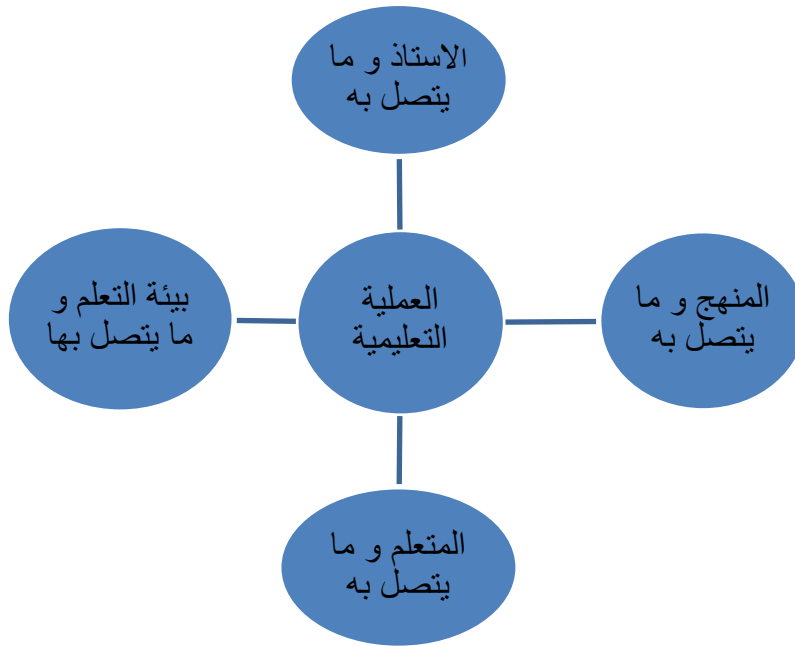 الاستاذ و ما
يتصل به
المنهج و ما
يتصل به
العملية
التعليمية
بيئة التعلم و
ما يتصل بها
المتعلم و ما
يتصل به